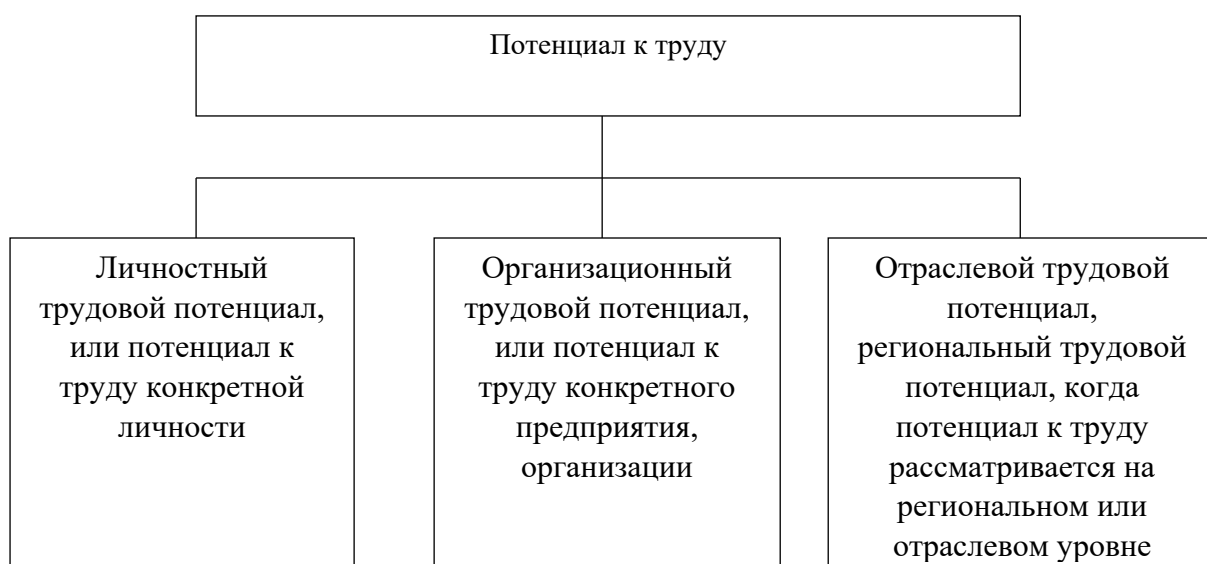 Потенциал к труду
Личностный
трудовой потенциал,
или потенциал к
труду конкретной
личности
Организационный
трудовой потенциал,
или потенциал к
труду конкретного
предприятия,
организации
Отраслевой трудовой
потенциал,
региональный трудовой
потенциал, когда
потенциал к труду
рассматривается на
региональном или
отраслевом уровне